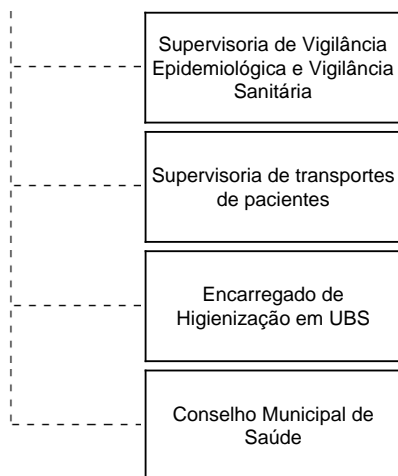 Supervisoria de Vigilância
Epidemiológica e Vigilância
Sanitária
Supervisoria de transportes
de pacientes
Encarregado de
Higienização em UBS
Conselho Municipal de
Saúde